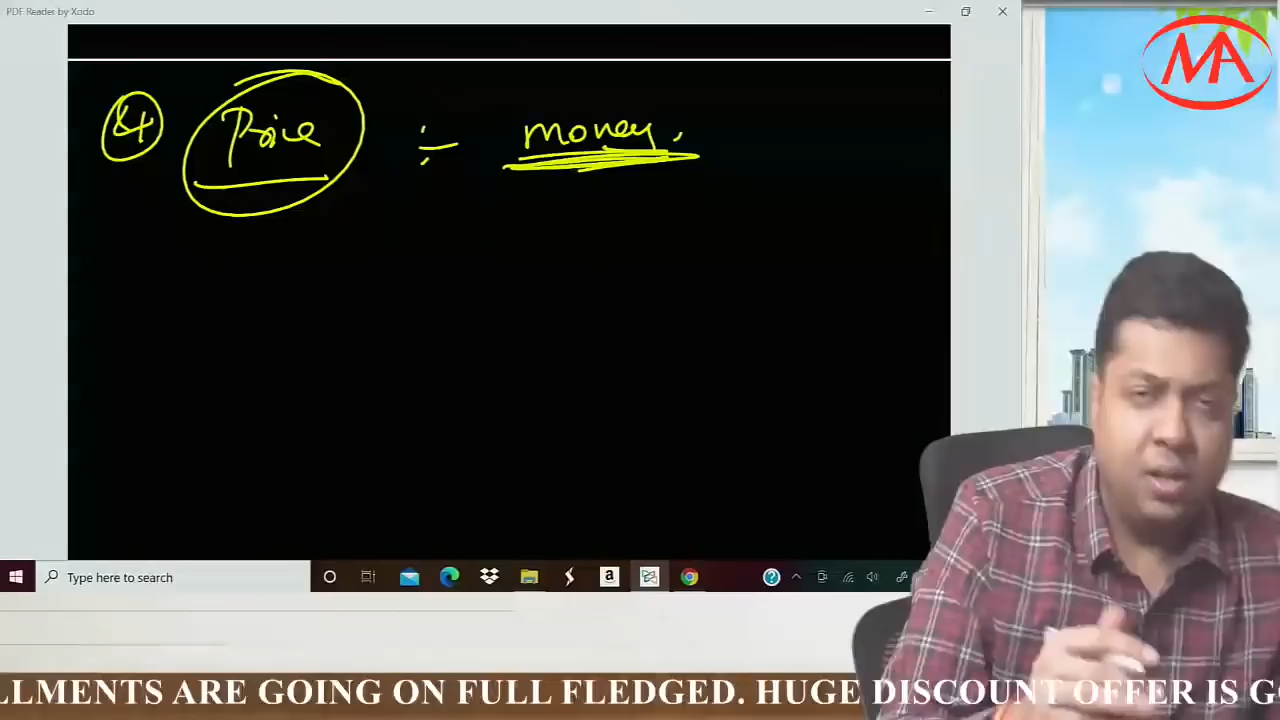 PDF Reader by Xodo
MA
Price ÷ money.
Type here to search
LLMENTS ARE GOING ON FULL FLEDGED. HUGE DISCOUNT OFFER IS G